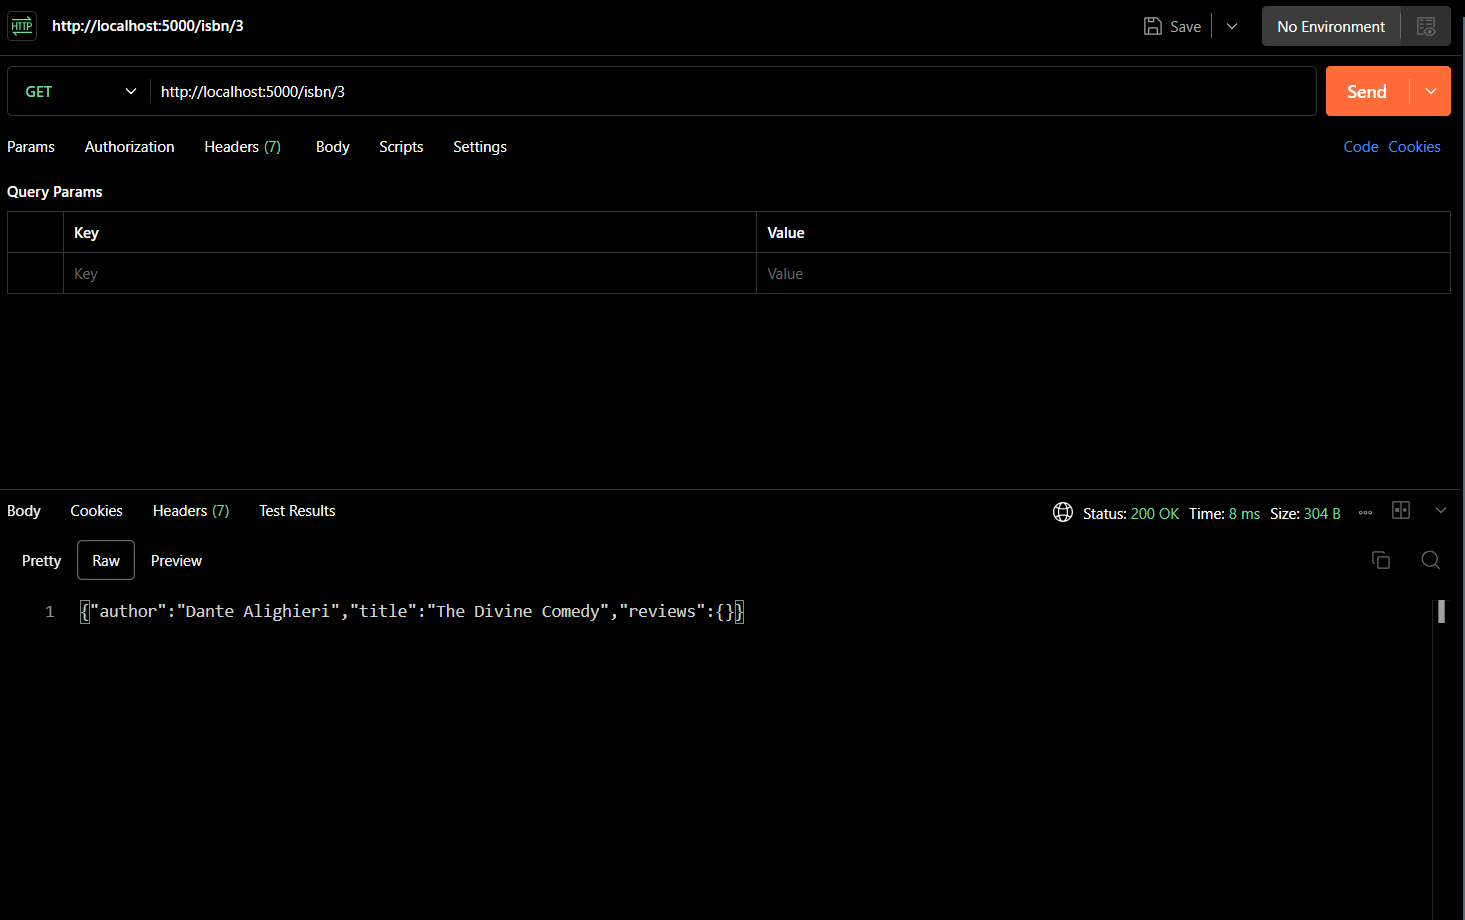 HTTP http://localhost:5000/isbn/3 Save No Environment
GET http://localhost:5000/isbn/3 Send
Params Authorization Headers (7) Body Scripts Settings Code Cookies
Query Params
Key Value
Key Value
Body Cookies Headers (7) Test Results Status: 200 OK Time: 8 ms Size: 304 B
Pretty Raw Preview
1 {"author":"Dante Alighieri","title":"The Divine Comedy","reviews":{}}